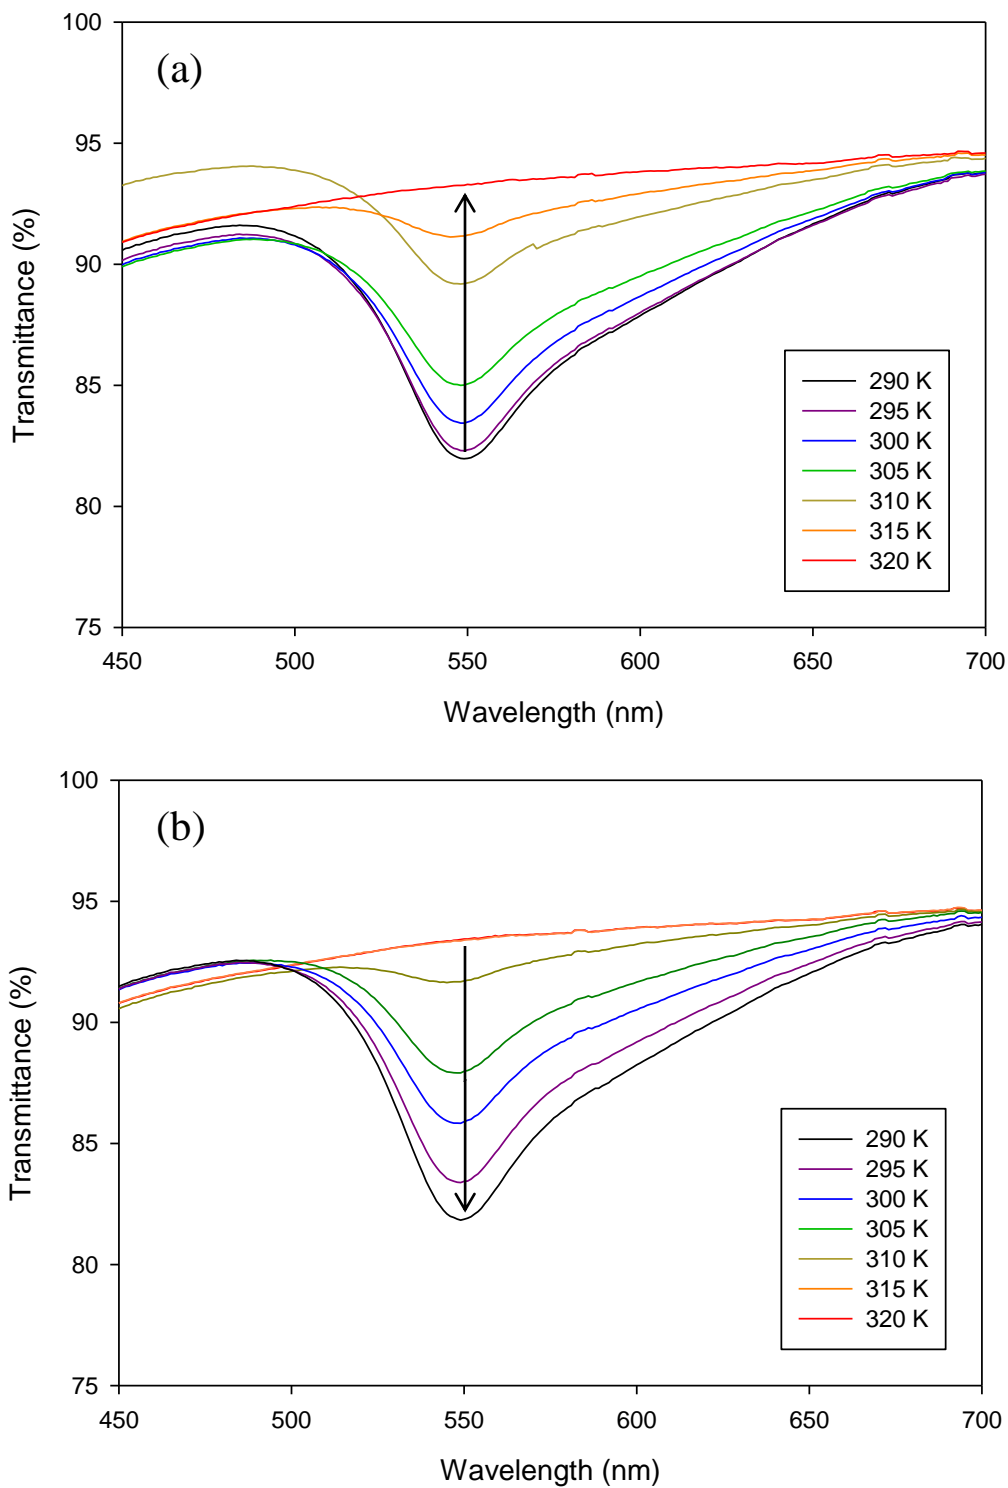 100
(a)
95
90
85
80
75
Transmittance (%)
290 K
295 K
300 K
305 K
310 K
315 K
320 K
450 500 550 600 650 700
Wavelength (nm)
100
(b)
95
90
85
80
75
Transmittance (%)
290 K
295 K
300 K
305 K
310 K
315 K
320 K
450 500 550 600 650 700
Wavelength (nm)